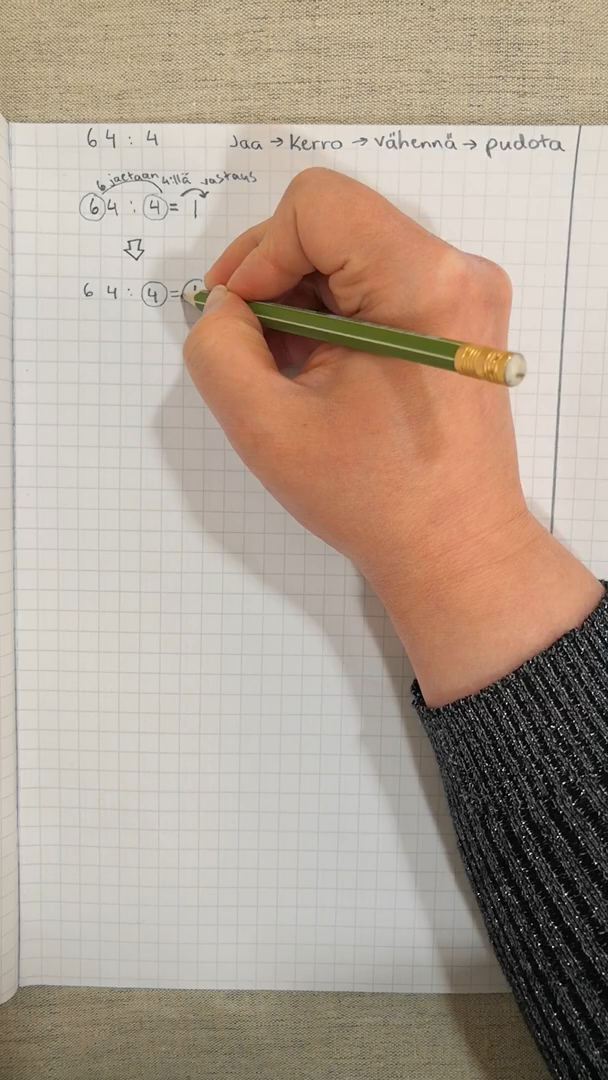 64 : 4
Jaa → Kerro → vähennä → pudota
6 jaetaan 4:llä vastaus
64 : 4 = 1
64 : 4 =